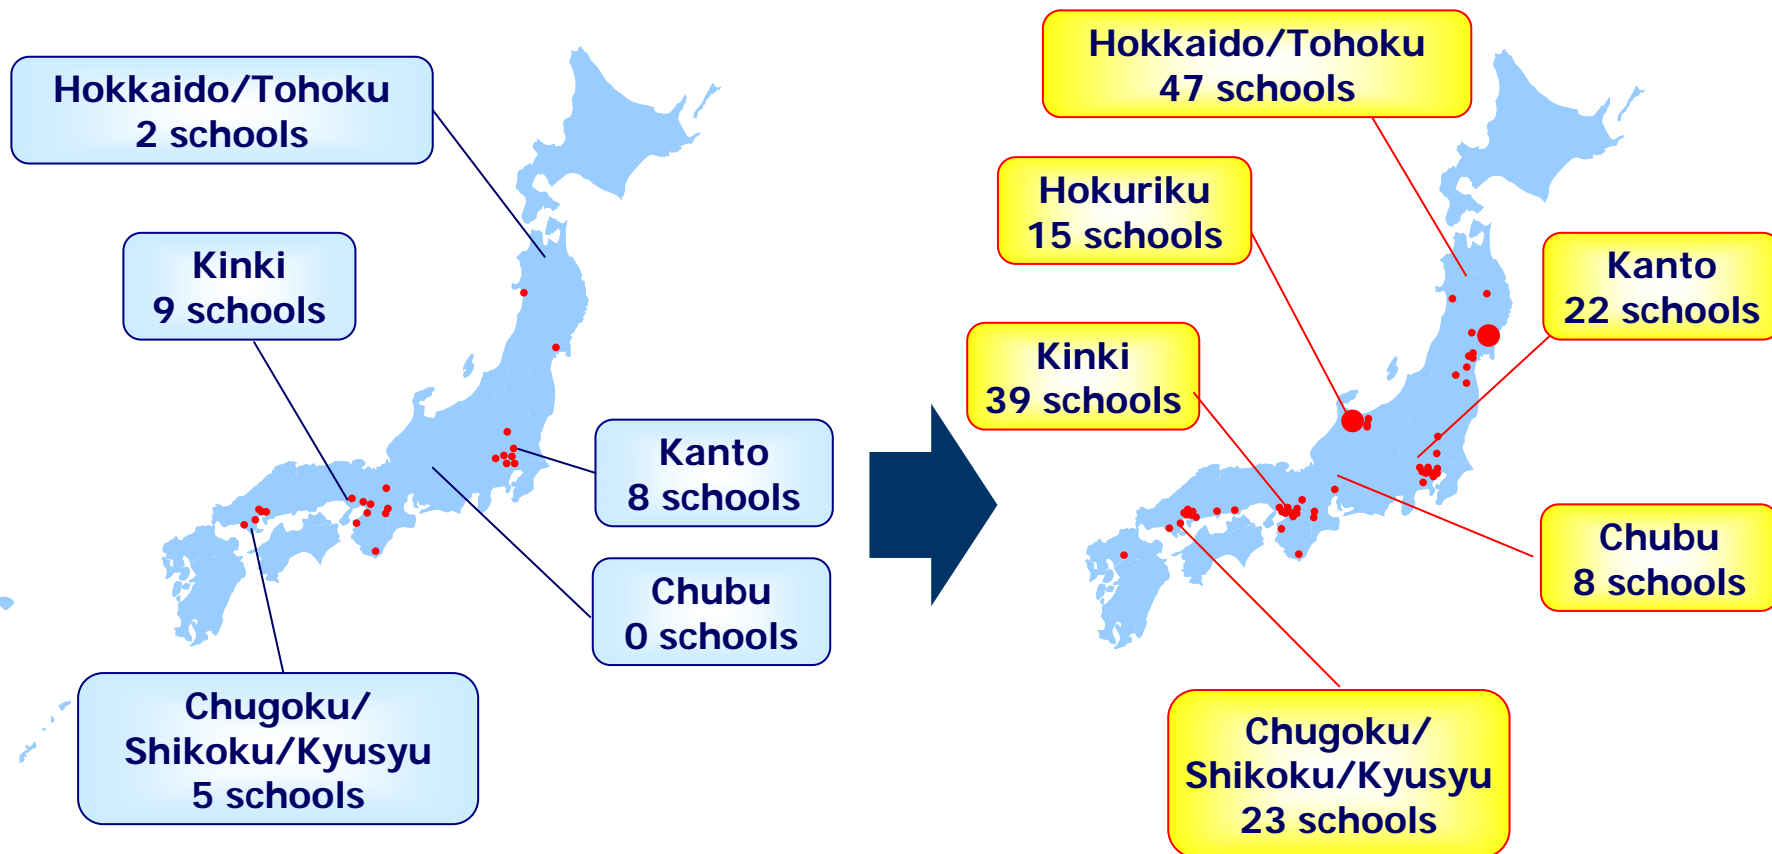 Hokkaido/Tohoku
2 schools
Kinki
9 schools
Kanto
8 schools
Chubu
0 schools
Chugoku/
Shikoku/Kyusyu
5 schools
Hokkaido/Tohoku
47 schools
Hokuriku
15 schools
Kanto
22 schools
Kinki
39 schools
Chubu
8 schools
Chugoku/
Shikoku/Kyusyu
23 schools